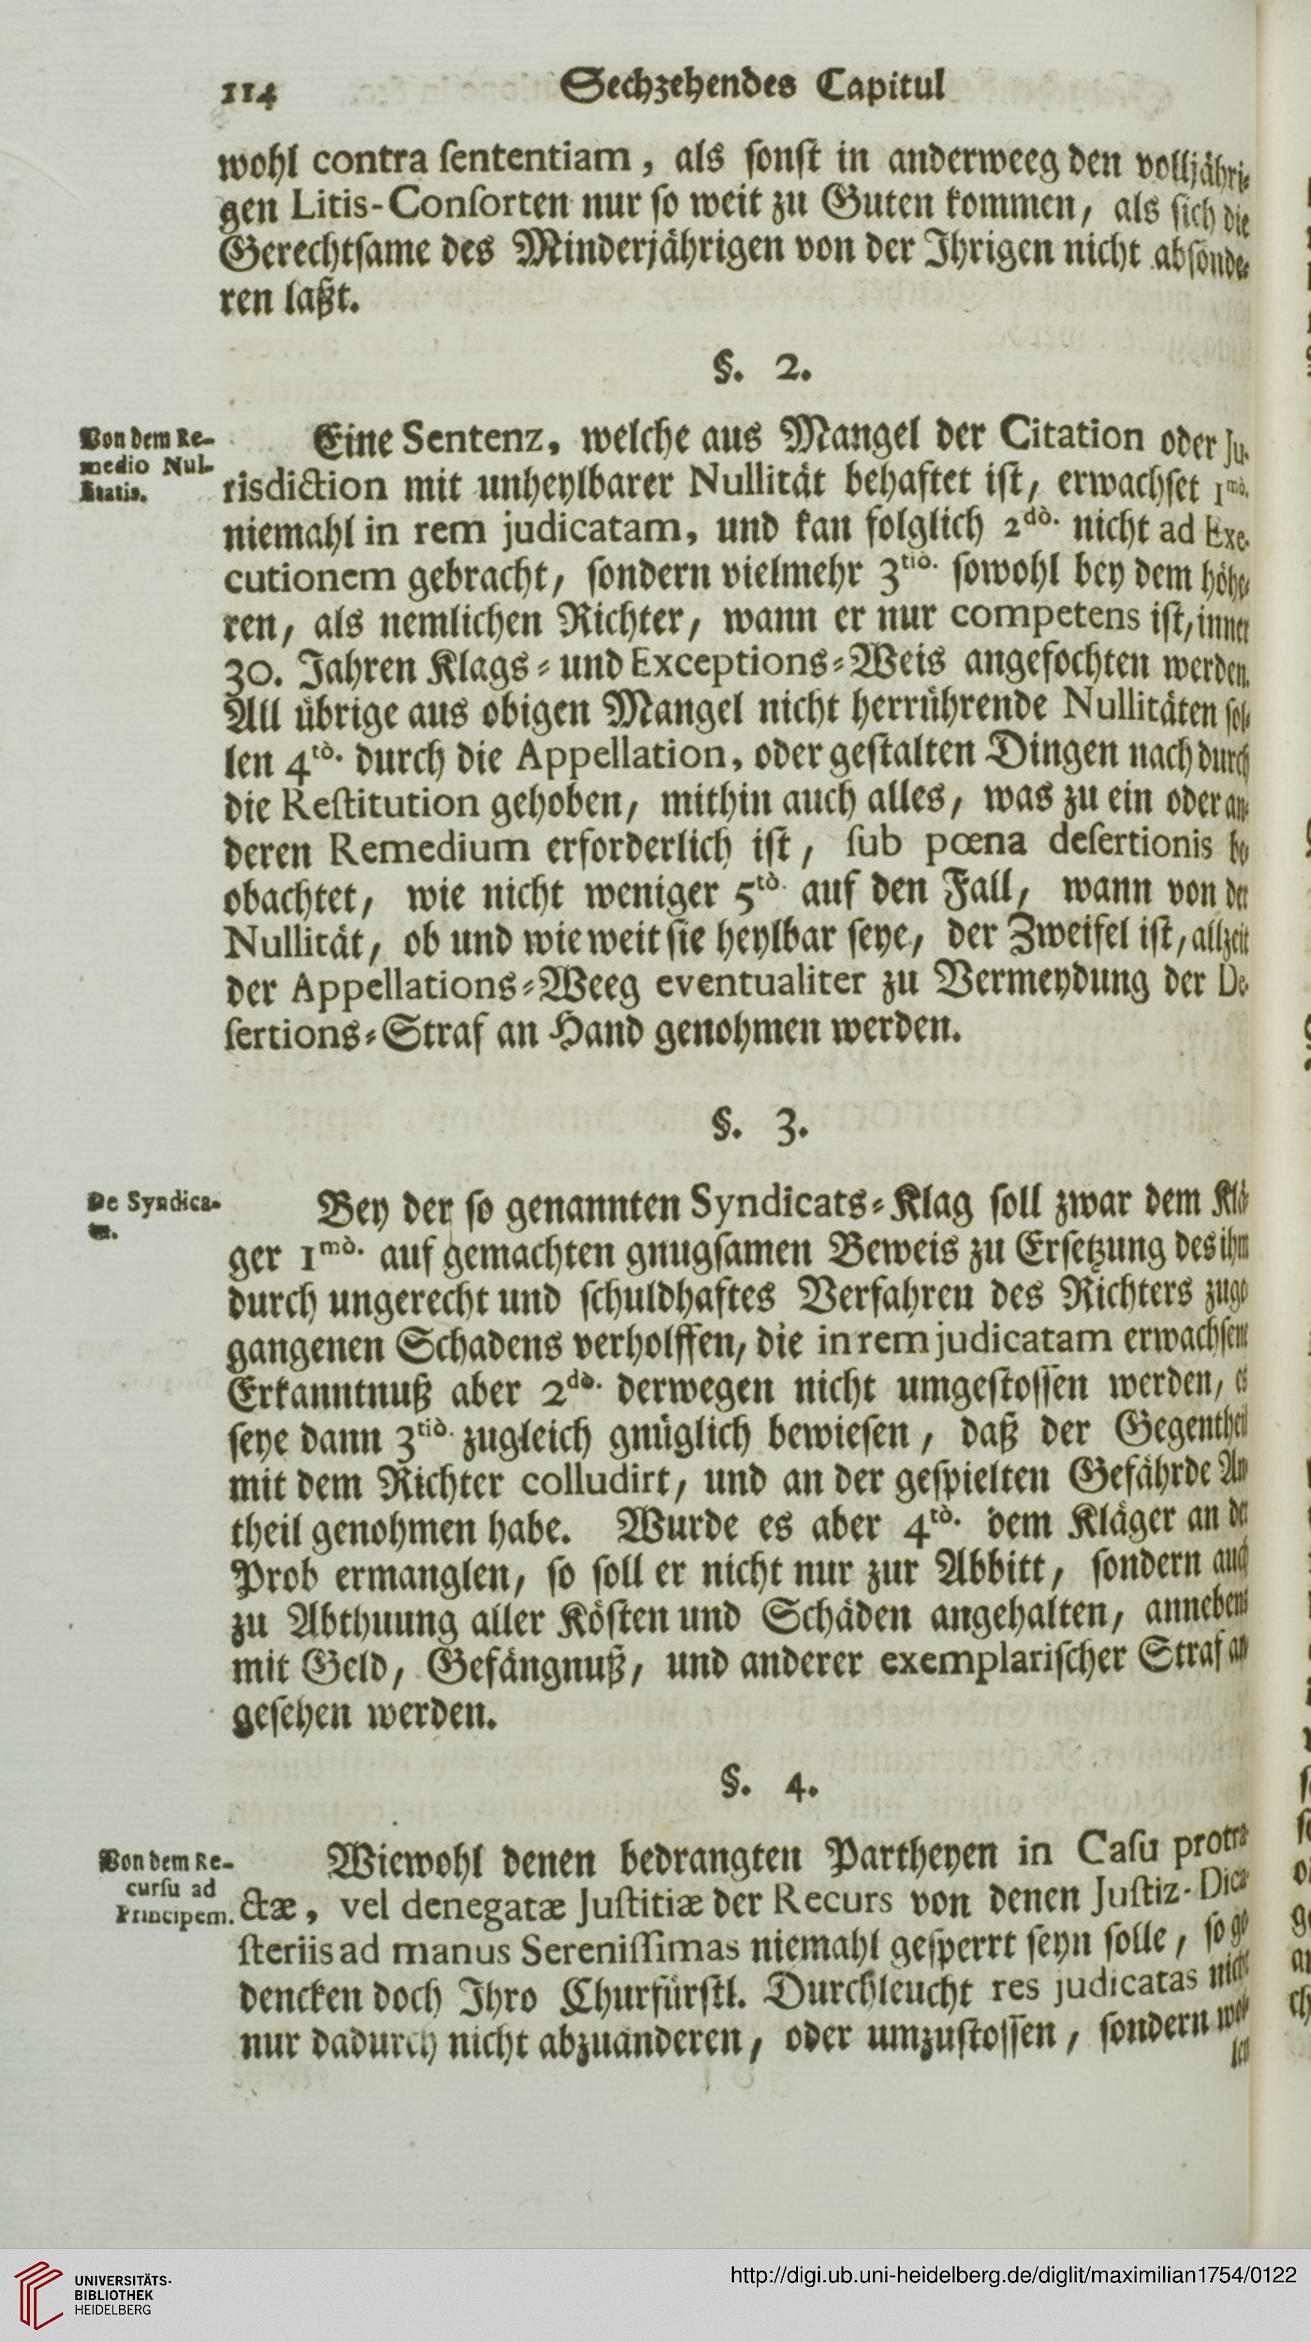 114 Sechzehendes Capitul
wohl contra sententiam, als sonst in anderweeg den volljähri-
gen Litis-Consorten nur so weit zu Guten kommen, als sich die
Gerechtsame des Minderjährigen von der Ihrigen nicht absonde-
ren laßt.
§. 2.
Von dem Re-
medio Nul-
litatis.
Eine Sentenz, welche aus Mangel der Citation oder Ju-
risdiction mit unheylbarer Nullität behaftet ist, erwachset 1mò.
niemahl in rem judicatam, und kan folglich 2dò. nicht ad Exe-
cutionem gebracht, sondern vielmehr 3tiò. sowohl bey dem höhe-
ren, als nemlichen Richter, wann er nur competens ist, inner
30. Jahren Klags- und Exceptions-Weis angefochten werden.
All übrige aus obigen Mangel nicht herrührende Nullitäten sol-
len 4tò. durch die Appellation, oder gestalten Dingen nach durch
die Restitution gehoben, mithin auch alles, was zu ein oder an-
deren Remedium erforderlich ist, sub pœna desertionis be-
obachtet, wie nicht weniger 5tò. auf den Fall, wann von der
Nullität, ob und wie weit sie heylbar seye, der Zweifel ist, allzeit
der Appellations-Weeg eventualiter zu Vermeydung der De-
sertions-Straf an Hand genohmen werden.
§. 3.
De Syndica-
tu.
Bey der so genannten Syndicats-Klag soll zwar dem Klä-
ger 1mò. auf gemachten gnugsamen Beweis zu Ersetzung des ihm
durch ungerecht und schuldhaftes Verfahren des Richters zuge-
gangenen Schadens verholffen, die in rem judicatam erwachsene
Erkanntnuß aber 2dò. derwegen nicht umgestossen werden, es
seye dann 3tiò. zugleich gnüglich bewiesen, daß der Gegentheil
mit dem Richter colludirt, und an der gespielten Gefährde An-
theil genohmen habe. Wurde es aber 4tò. dem Kläger an der
Prob ermanglen, so soll er nicht nur zur Abbitt, sondern auch
zu Abthuung aller Kösten und Schäden angehalten, annebens
mit Geld, Gefängnuß, und anderer exemplarischer Straf an-
gesehen werden.
§. 4.
Von dem Re-
cursu ad
Principem.
Wiewohl denen bedrangten Partheyen in Casu protra-
ctæ, vel denegatæ Justitiæ der Recurs von denen Justiz-Dica-
steriis ad manus Serenissimas niemahl gesperrt seyn solle, so ge-
dencken doch Ihro Churfürstl. Durchleucht res judicatas nicht
nur dadurch nicht abzuänderen, oder umzustossen, sondern wol-
len
UNIVERSITÄTS-
BIBLIOTHEK
HEIDELBERG
http://digi.ub.uni-heidelberg.de/diglit/maximilian1754/0122